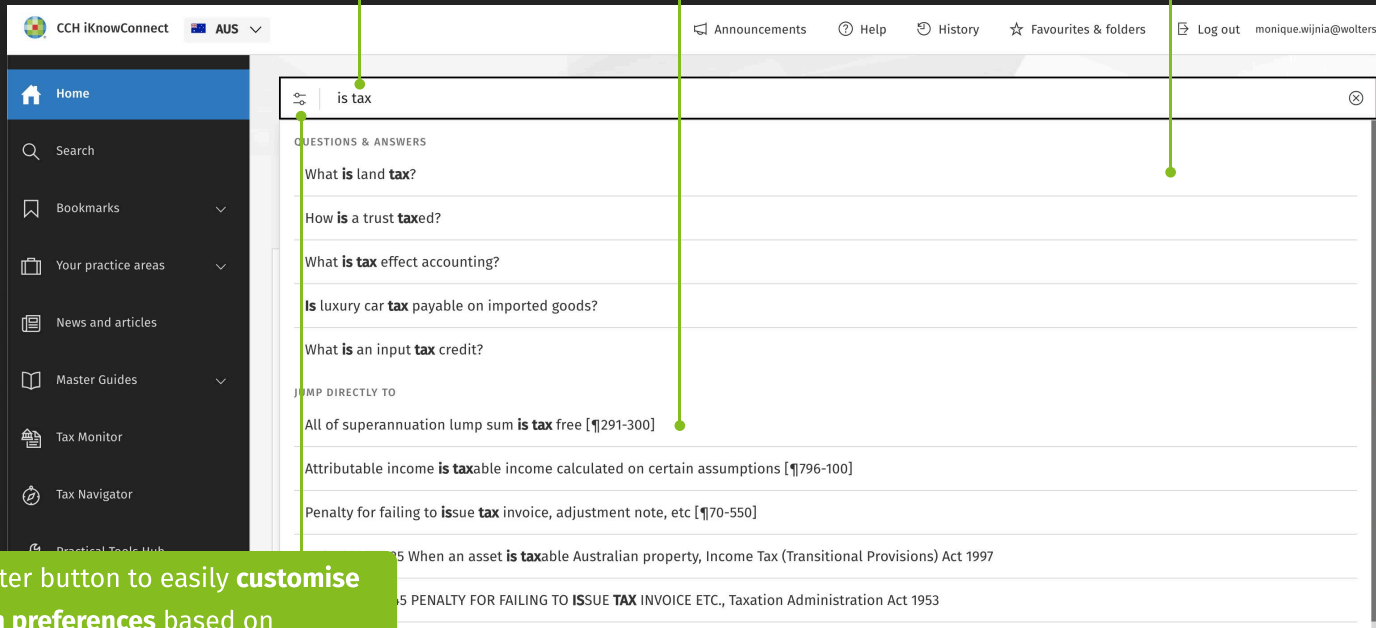 CCH iKnowConnect AUS Announcements Help History Favourites & folders Log out monique.wijnia@wolters
Home
is tax
Search
Bookmarks
Your practice areas
News and articles
Master Guides
Tax Monitor
Tax Navigator
Practical Tools Hub
QUESTIONS & ANSWERS
What is land tax?
How is a trust taxed?
What is tax effect accounting?
Is luxury car tax payable on imported goods?
What is an input tax credit?
JUMP DIRECTLY TO
All of superannuation lump sum is tax free [¶291-300]
Attributable income is taxable income calculated on certain assumptions [¶796-100]
Penalty for failing to issue tax invoice, adjustment note, etc [¶70-550]
5 When an asset is taxable Australian property, Income Tax (Transitional Provisions) Act 1997
5 PENALTY FOR FAILING TO ISSUE TAX INVOICE ETC., Taxation Administration Act 1953
ter button to easily customise
preferences based on